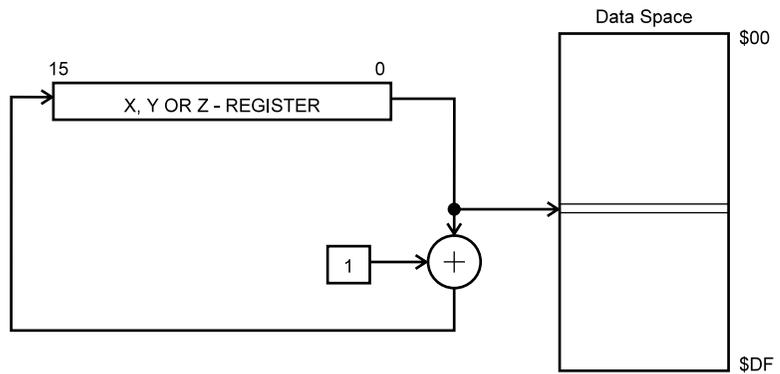 Data Space
$00
15
0
X, Y OR Z - REGISTER
1
$DF